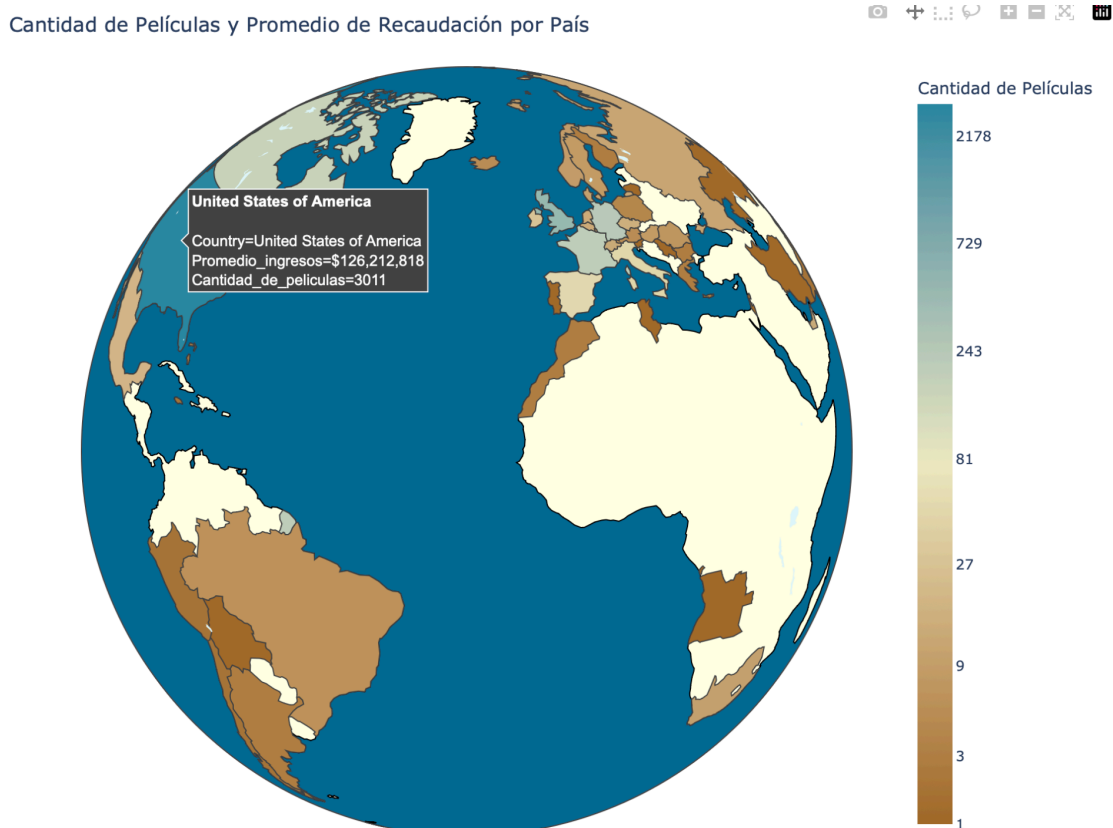 Cantidad de Películas y Promedio de Recaudación por País
Cantidad de Películas
2178
729
243
81
27
9
3
1
United States of America
Country=United States of America
Promedio_ingresos=$126,212,818
Cantidad_de_peliculas=3011